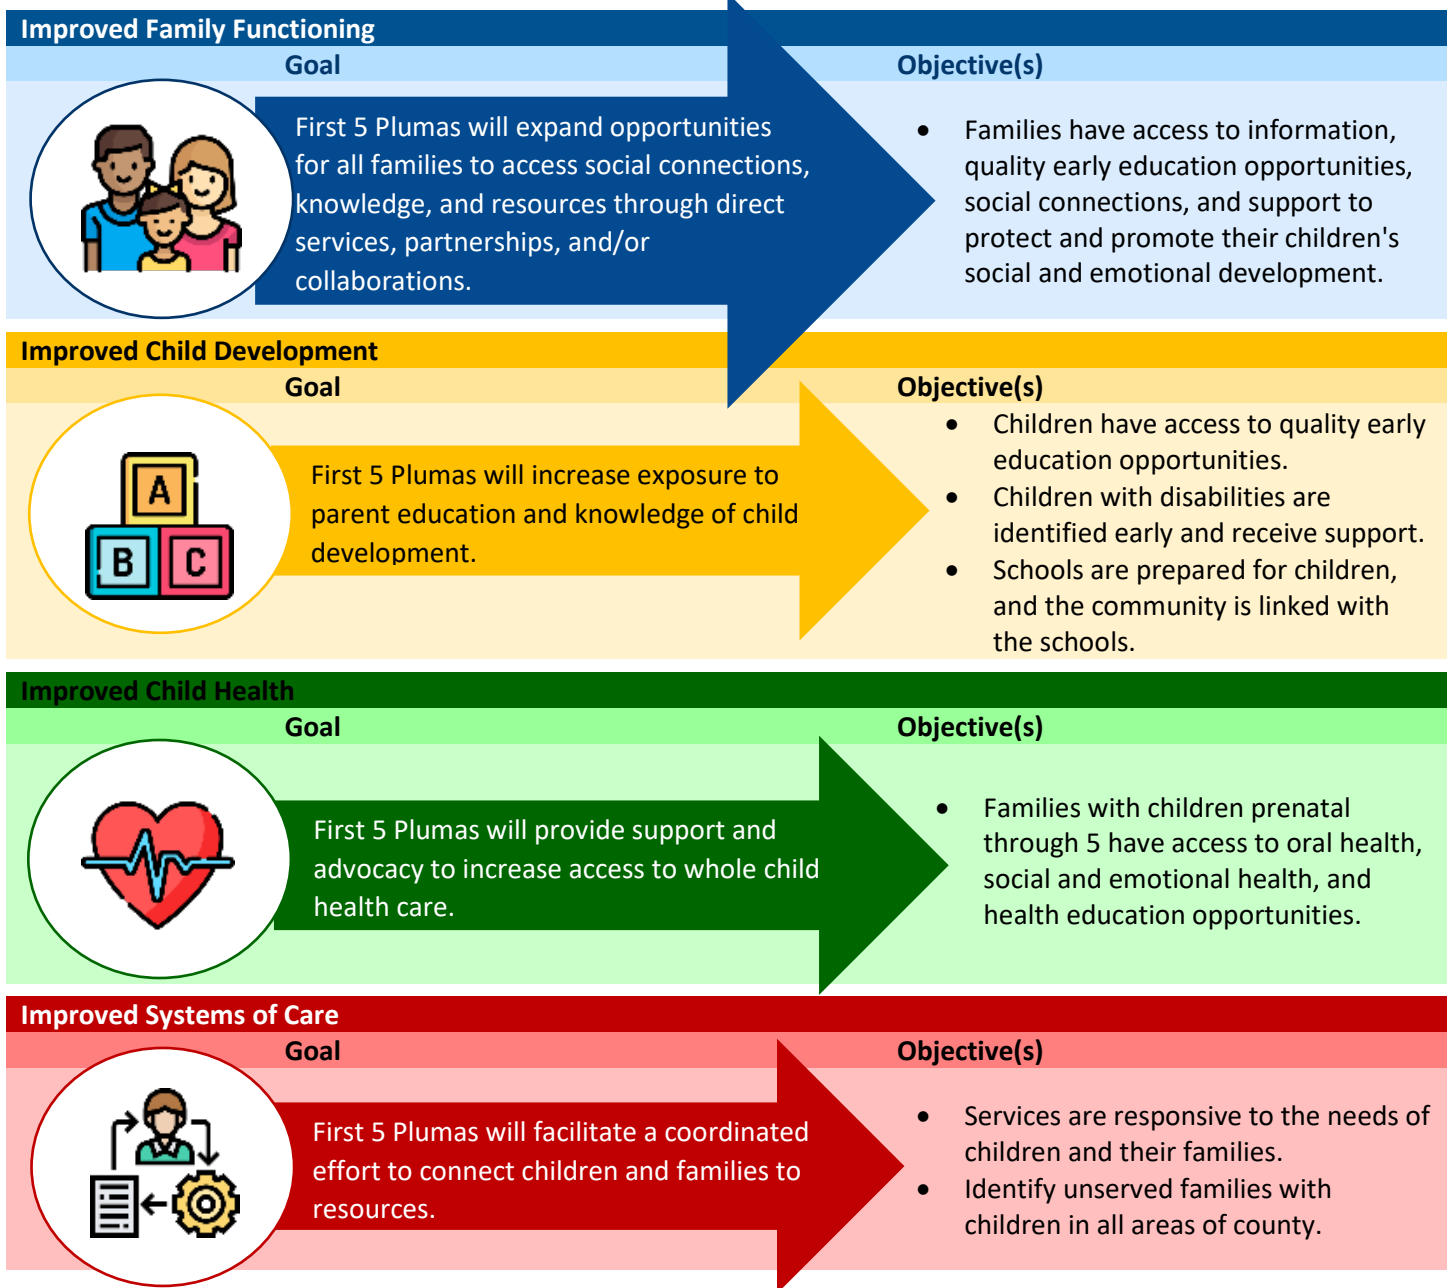 Improved Family Functioning
Goal
Objective(s)
First 5 Plumas will expand opportunities
for all families to access social connections,
knowledge, and resources through direct
services, partnerships, and/or
collaborations.
• Families have access to information,
quality early education opportunities,
social connections, and support to
protect and promote their children's
social and emotional development.
Improved Child Development
Goal
Objective(s)
A
B C
First 5 Plumas will increase exposure to
parent education and knowledge of child
development.
• Children have access to quality early
education opportunities.
• Children with disabilities are
identified early and receive support.
• Schools are prepared for children,
and the community is linked with
the schools.
Improved Child Health
Goal
Objective(s)
First 5 Plumas will provide support and
advocacy to increase access to whole child
health care.
• Families with children prenatal
through 5 have access to oral health,
social and emotional health, and
health education opportunities.
Improved Systems of Care
Goal
Objective(s)
First 5 Plumas will facilitate a coordinated
effort to connect children and families to
resources.
• Services are responsive to the needs of
children and their families.
• Identify unserved families with
children in all areas of county.